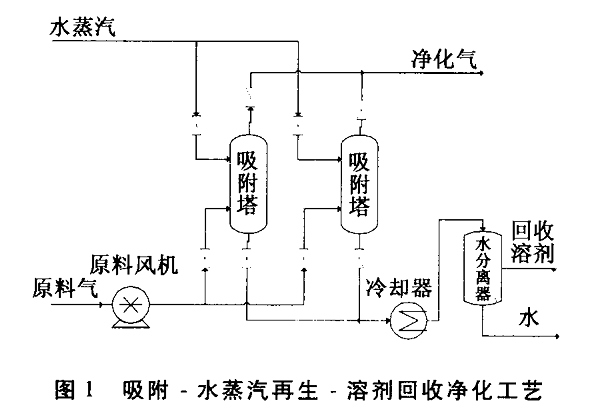 水蒸汽
净化气
吸附塔
吸附塔
原料风机
原料气
冷却器
水分离器
回收
溶剂
水
图1 吸附-水蒸汽再生-溶剂回收净化工艺